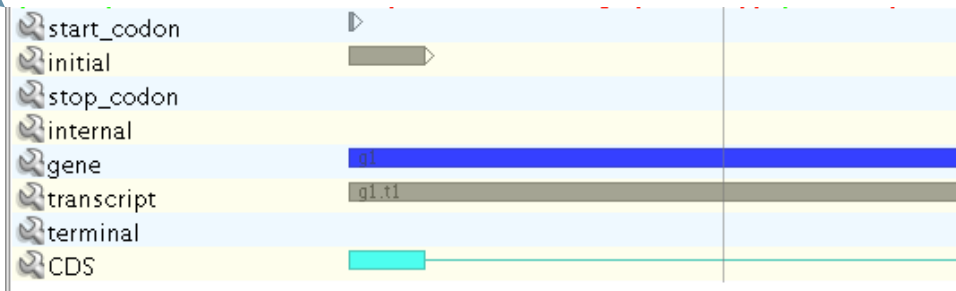 start_codon
initial
stop_codon
internal
gene
g1
transcript
g1.t1
terminal
CDS